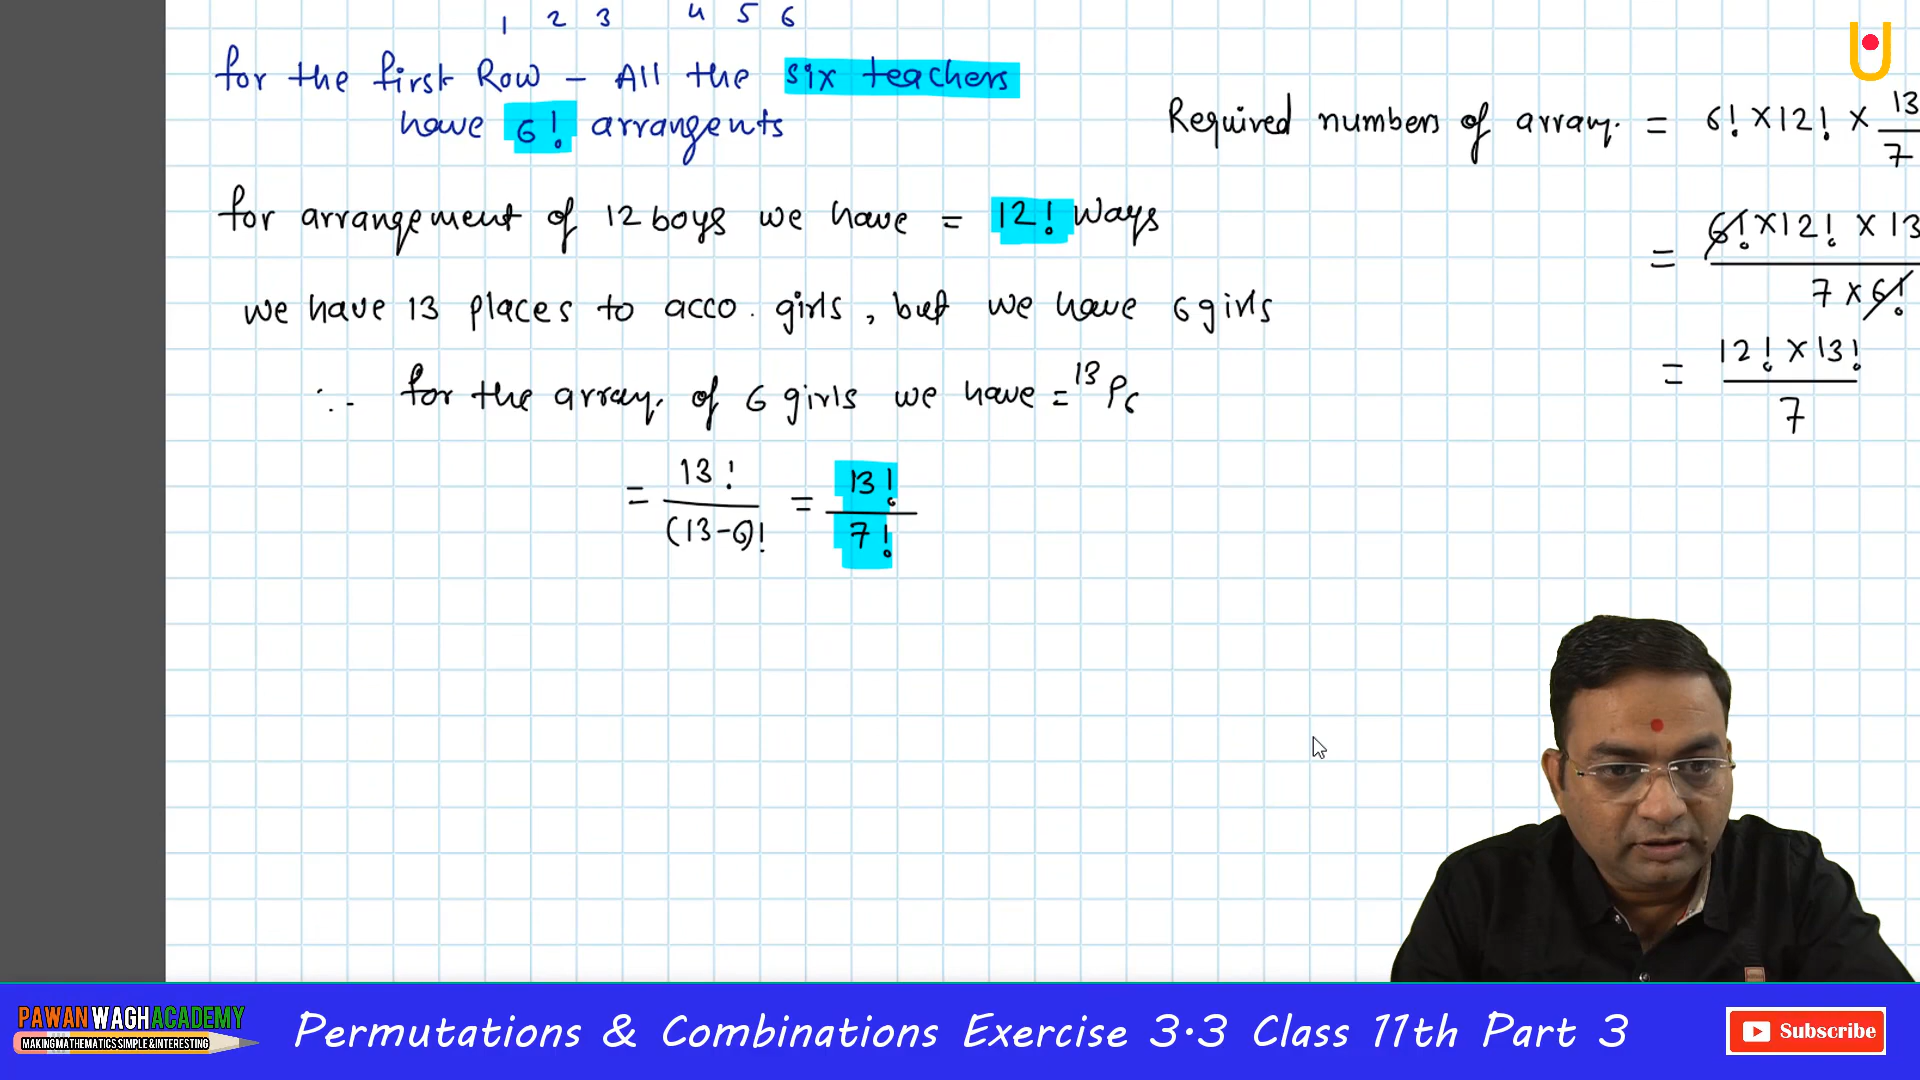 1 2 3 4 5 6
for the first Row - All the six teachers
have 6! arrangents
for arrangement of 12 boys we have = 12! Ways
we have 13 places to acco. girls, but we have 6 girls
∴ for the array. of 6 girls we have = ¹³P₆
= 13! / (13-6)! = 13! / 7!
Required numbers of array. = 6! × 12! × 13 / 7
= 6! × 12! × 13 / 7 × 6!
= 12! × 13! / 7
PAWAN WAGH ACADEMY
MAKING MATHEMATICS SIMPLE & INTERESTING
Permutations & Combinations Exercise 3.3 Class 11th Part 3
Subscribe